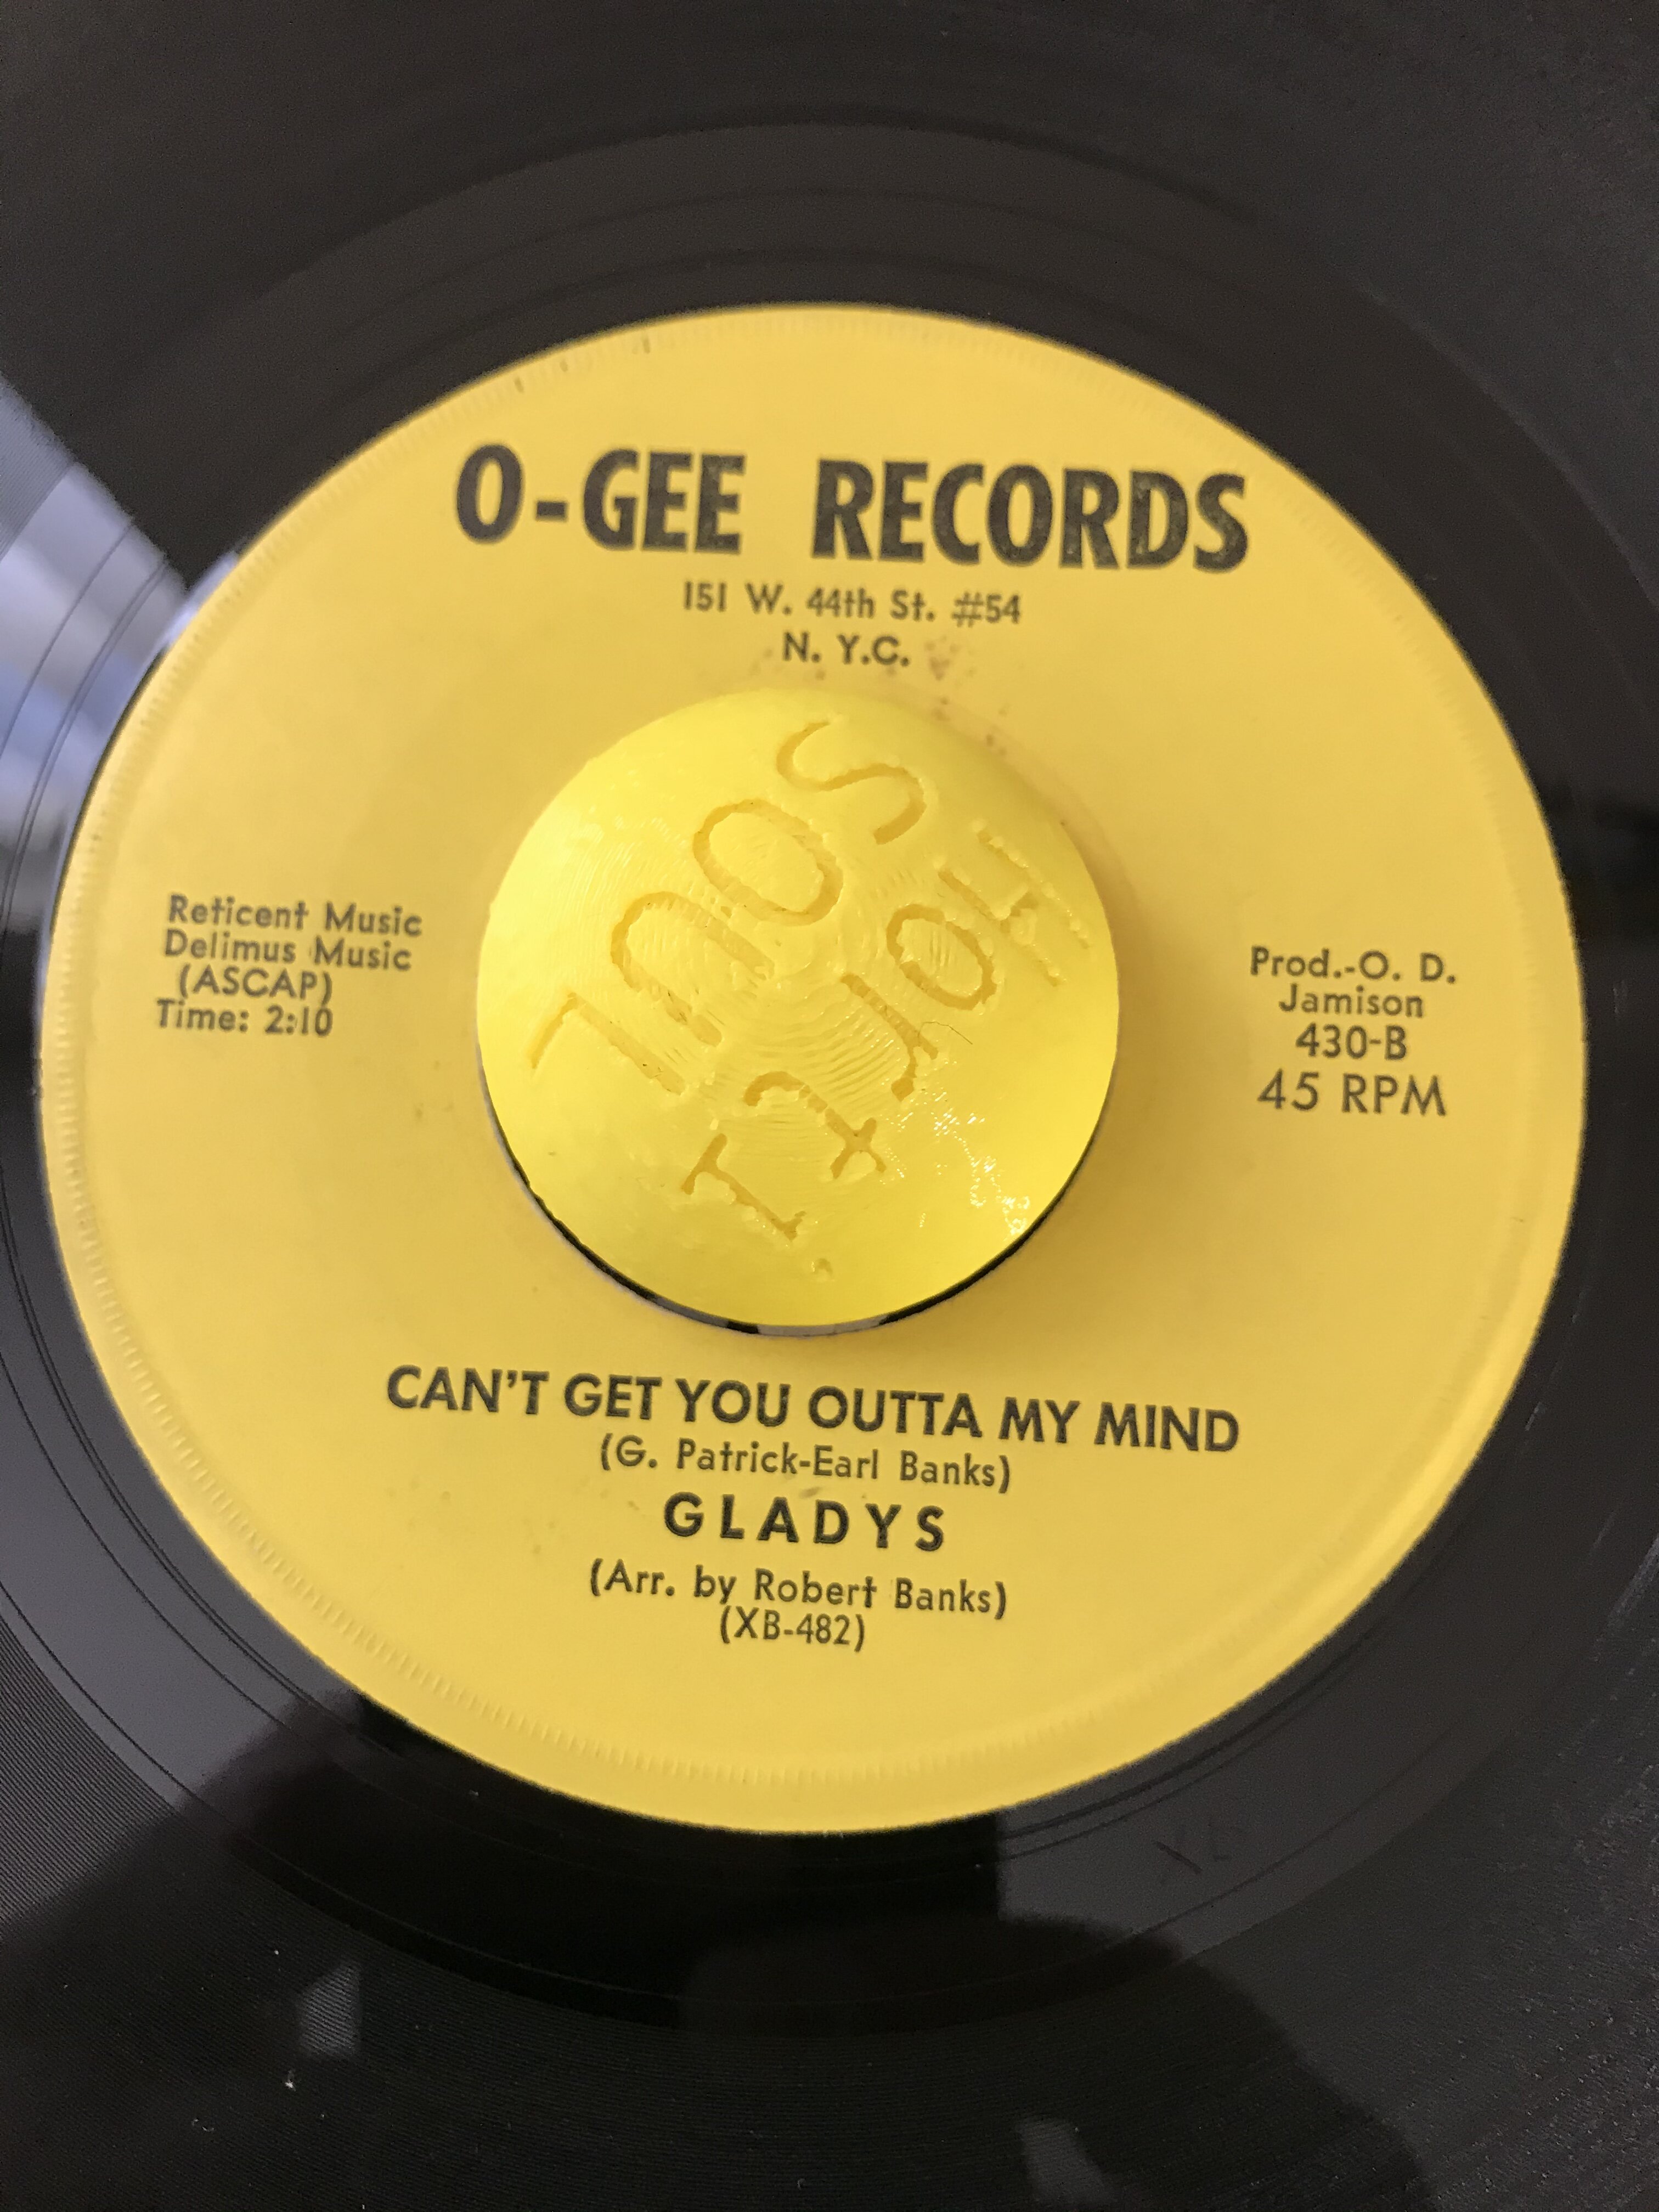 O-GEE RECORDS
151 W. 44th St. #54
N. Y.C.
Reticent Music
Delimus Music
(ASCAP)
Time: 2:10
Prod.-O. D.
Jamison
430-B
45 RPM
SOUL
CAN'T GET YOU OUTTA MY MIND
(G. Patrick-Earl Banks)
GLADYS
(Arr. by Robert Banks)
(XB-482)